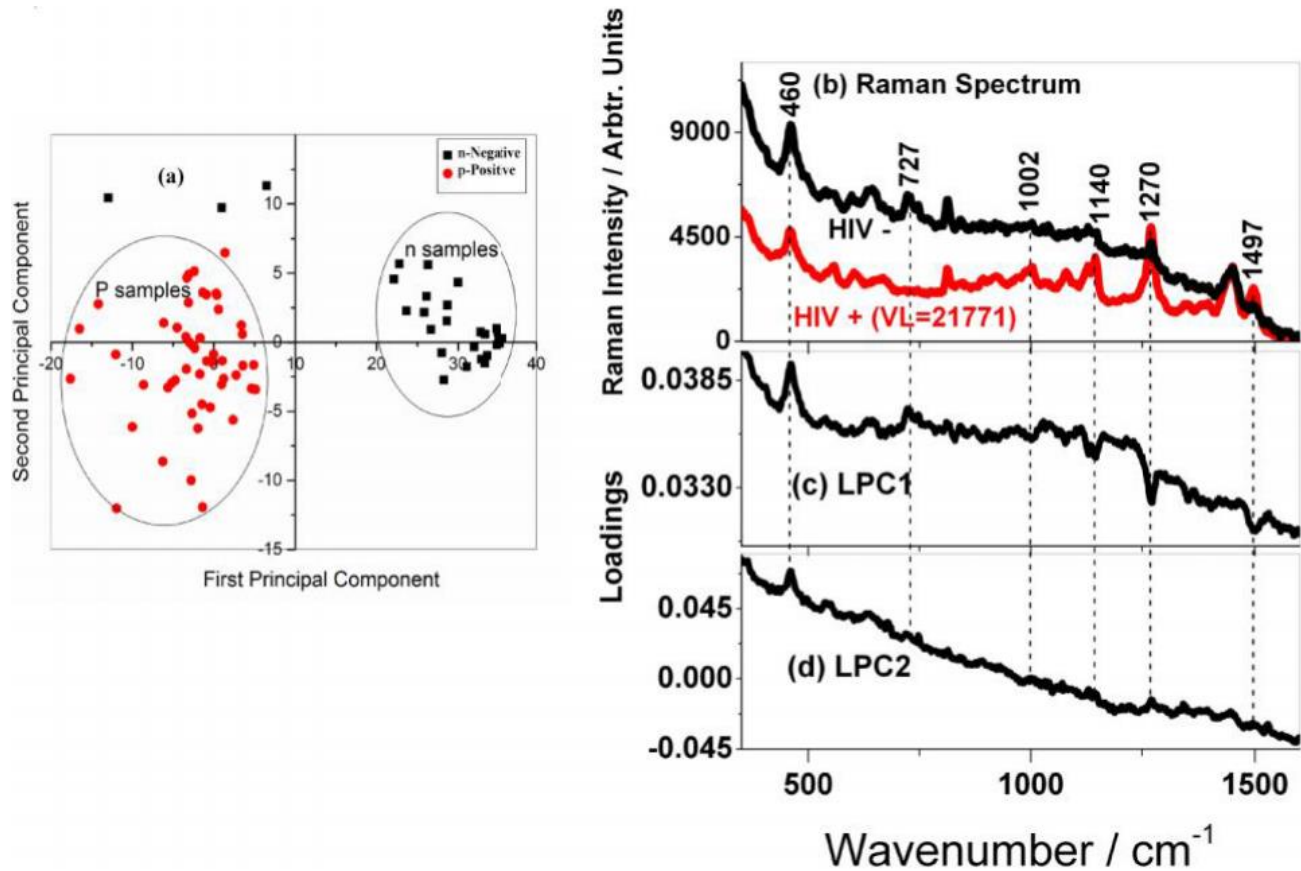 (a)
n-Negative
p-Positve
P samples
n samples
10
5
0
-5
-10
-15
-20
-10
0
10
20
30
40
Second Principal Component
First Principal Component
Raman Intensity / Arbtr. Units
(b) Raman Spectrum
460
727
1002
1140
1270
1497
9000
4500
0
HIV -
HIV + (VL=21771)
Loadings
0.0385
0.0330
(c) LPC1
0.045
0.000
-0.045
(d) LPC2
500
1000
1500
Wavenumber / cm⁻¹